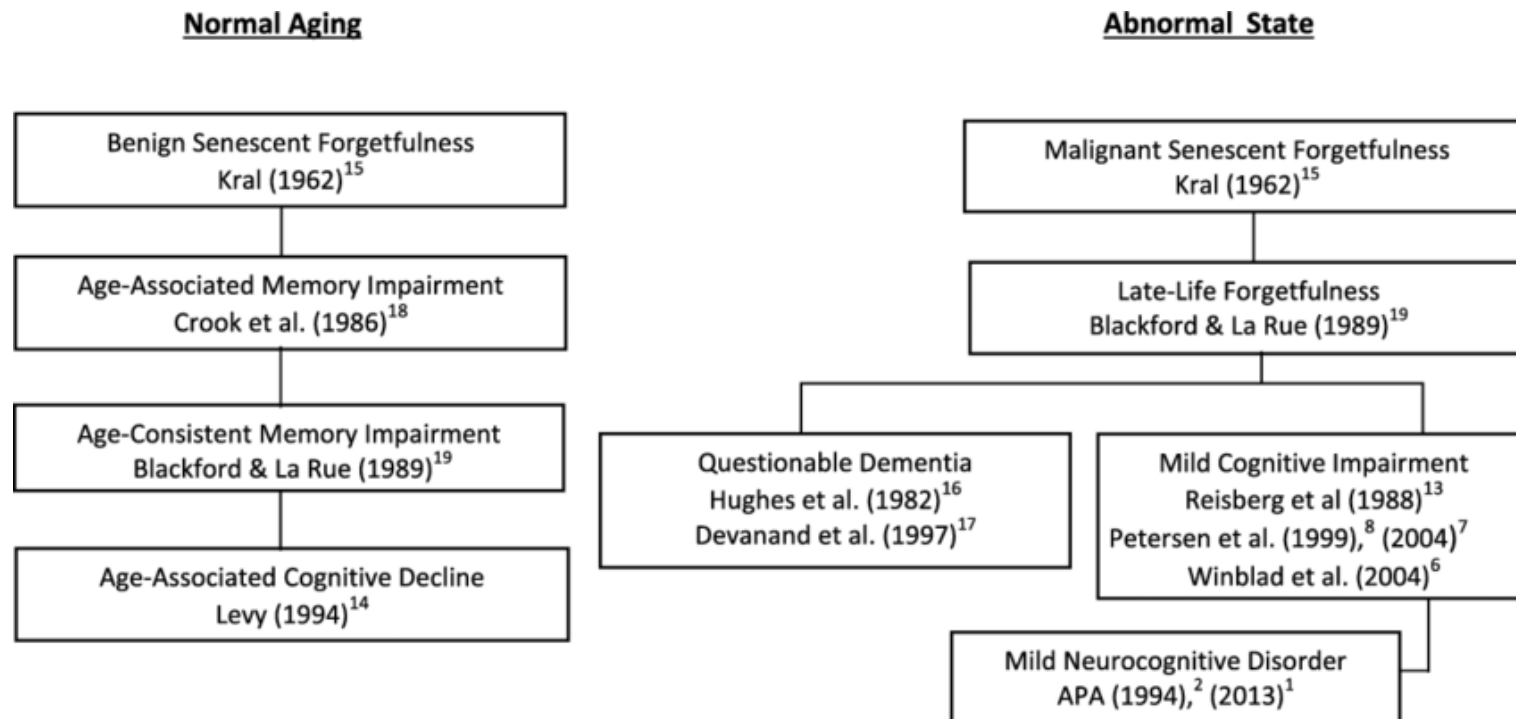 Normal Aging
Benign Senescent Forgetfulness
Kral (1962)15
Age-Associated Memory Impairment
Crook et al. (1986)18
Age-Consistent Memory Impairment
Blackford & La Rue (1989)19
Age-Associated Cognitive Decline
Levy (1994)14
Abnormal State
Malignant Senescent Forgetfulness
Kral (1962)15
Late-Life Forgetfulness
Blackford & La Rue (1989)19
Questionable Dementia
Hughes et al. (1982)16
Devanand et al. (1997)17
Mild Cognitive Impairment
Reisberg et al (1988)13
Petersen et al. (1999),8 (2004)7
Winblad et al. (2004)6
Mild Neurocognitive Disorder
APA (1994),2 (2013)1